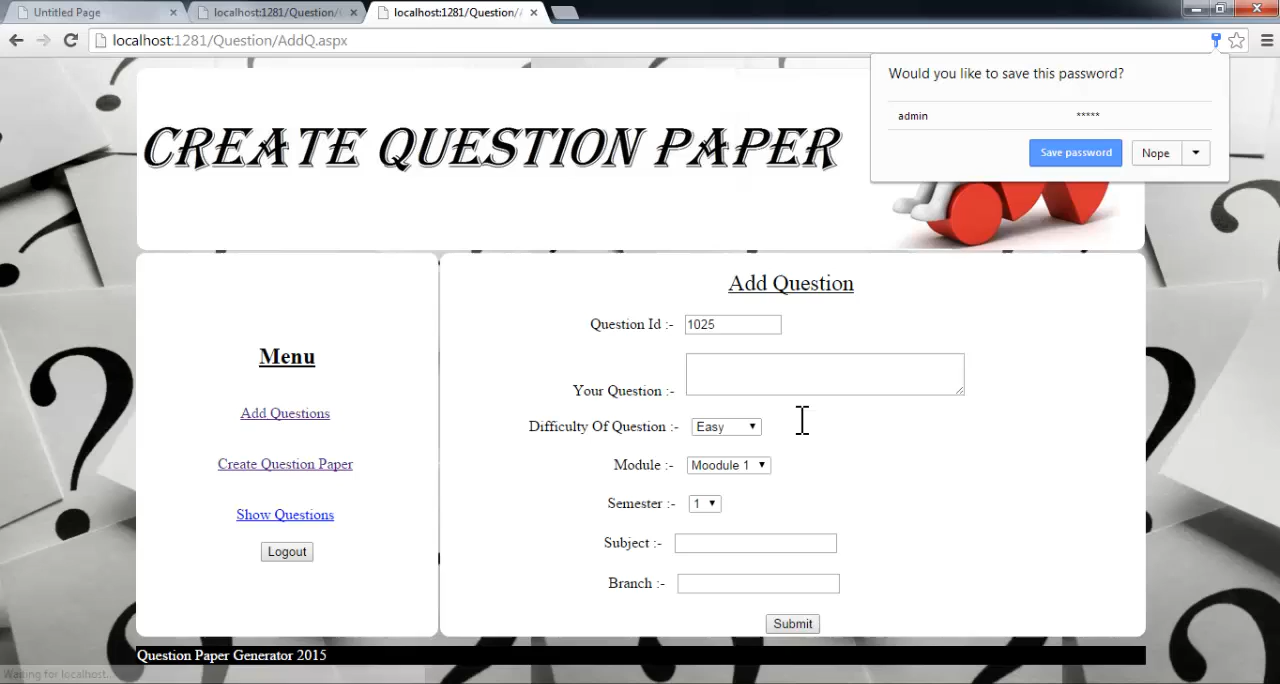 Untitled Page
localhost:1281/Question/
localhost:1281/Question/
localhost:1281/Question/AddQ.aspx
Would you like to save this password?
admin *****
Save password Nope
CREATE QUESTION PAPER
Menu
Add Questions
Create Question Paper
Show Questions
Logout
Add Question
Question Id :- 1025
Your Question :-
Difficulty Of Question :- Easy
Module :- Moodule 1
Semester :- 1
Subject :-
Branch :-
Submit
Question Paper Generator 2015
Waiting for localhost...